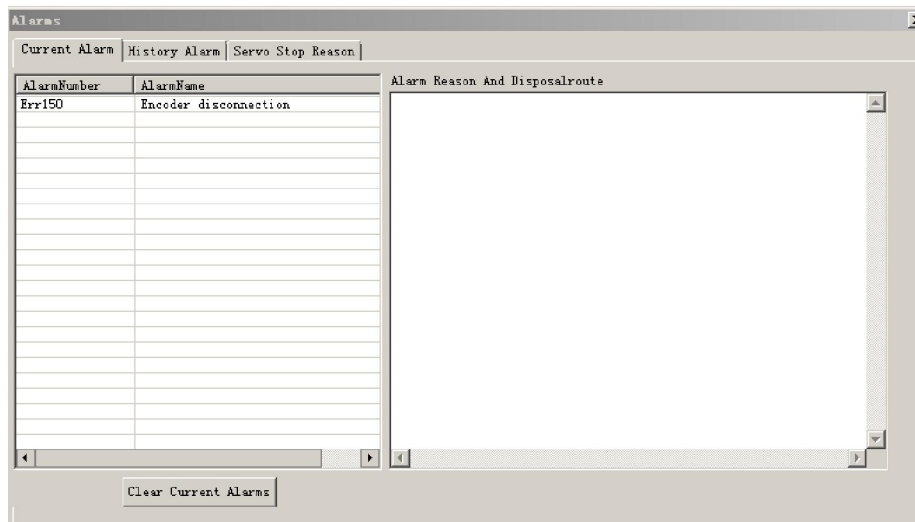 Alarms
Current Alarm History Alarm Servo Stop Reason
AlarmNumber AlarmName
Err150 Encoder disconnection
Alarm Reason And Disposalroute
Clear Current Alarms